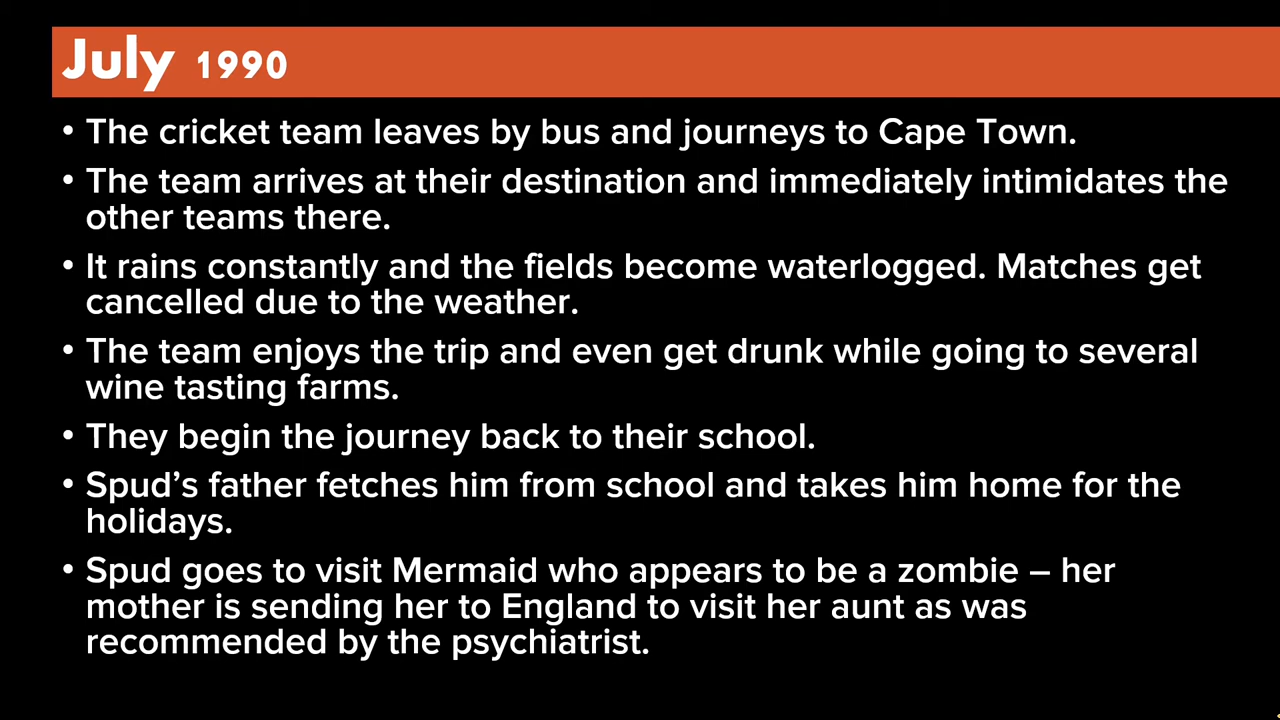 July 1990
• The cricket team leaves by bus and journeys to Cape Town.
• The team arrives at their destination and immediately intimidates the
other teams there.
• It rains constantly and the fields become waterlogged. Matches get
cancelled due to the weather.
• The team enjoys the trip and even get drunk while going to several
wine tasting farms.
• They begin the journey back to their school.
• Spud’s father fetches him from school and takes him home for the
holidays.
• Spud goes to visit Mermaid who appears to be a zombie – her
mother is sending her to England to visit her aunt as was
recommended by the psychiatrist.